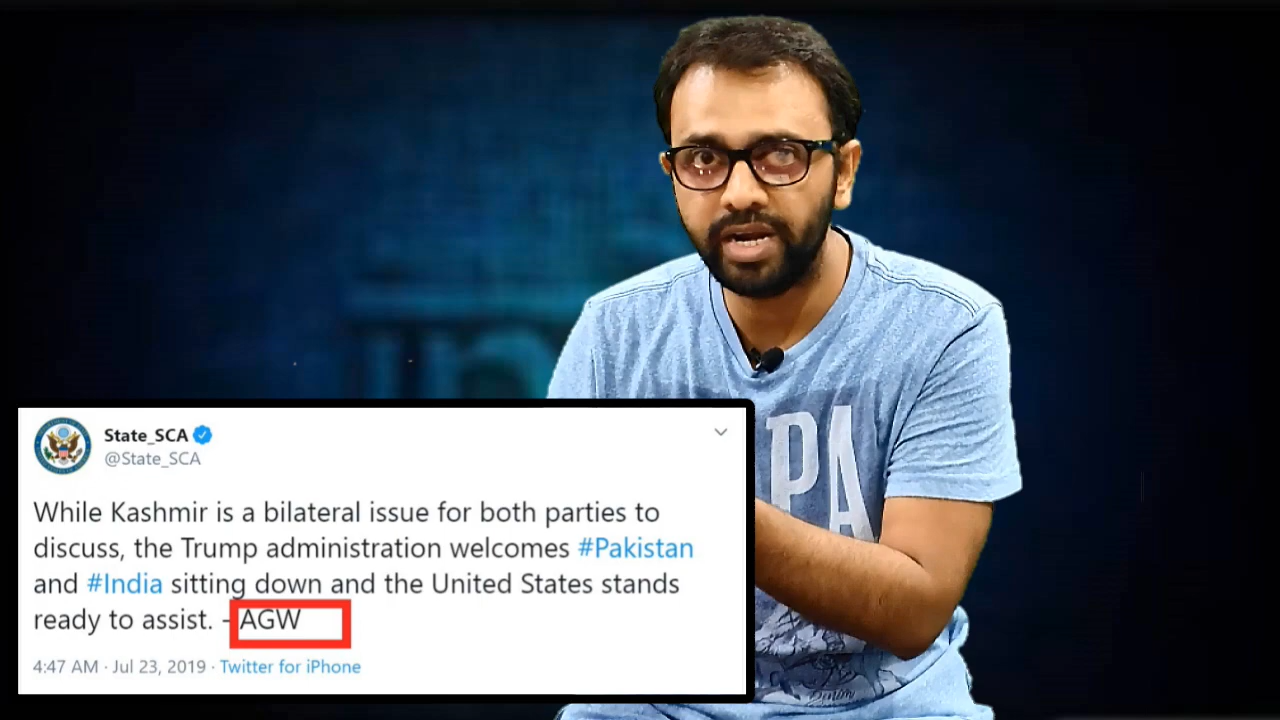 State_SCA
@State_SCA
While Kashmir is a bilateral issue for both parties to
discuss, the Trump administration welcomes #Pakistan
and #India sitting down and the United States stands
ready to assist. - AGW
4:47 AM · Jul 23, 2019 · Twitter for iPhone
PA